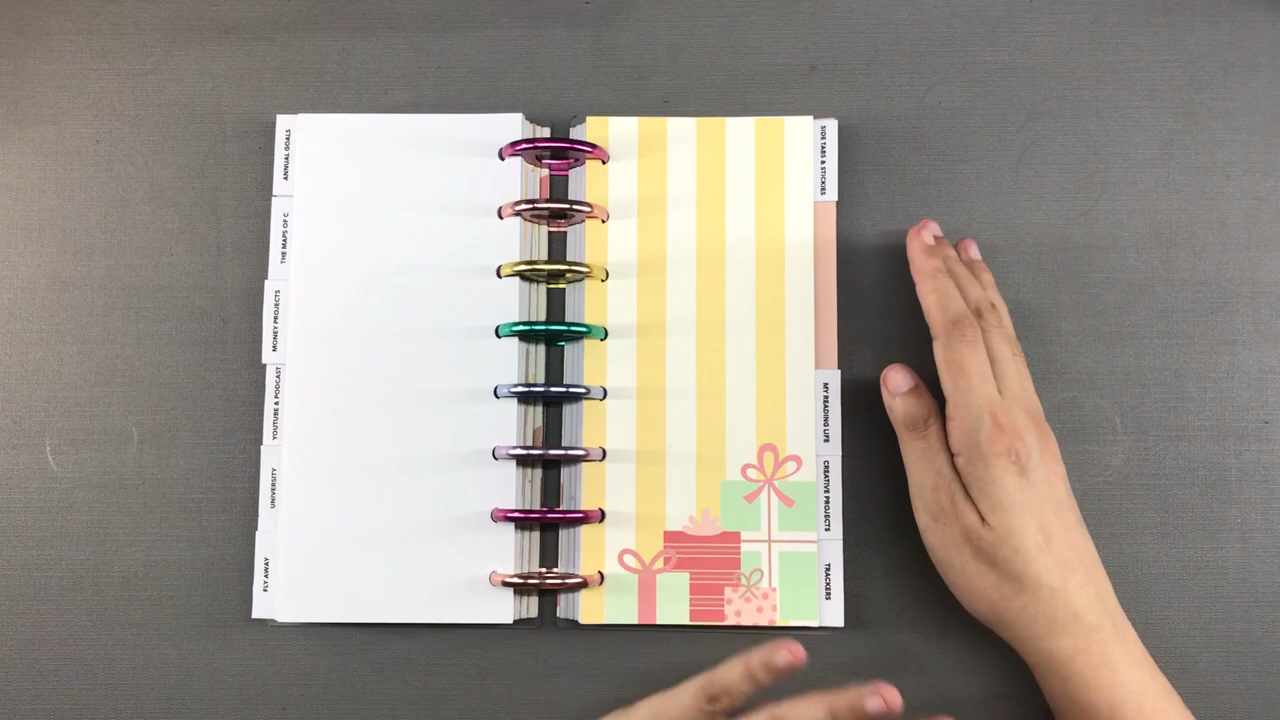 ANNUAL GOALS
THE MAPS OF C
MONEY PROJECTS
YOUTUBE & PODCAST
UNIVERSITY
FLY AWAY
SIDE TABS & STICKIES
MY READING LIFE
CREATIVE PROJECTS
TRACKERS